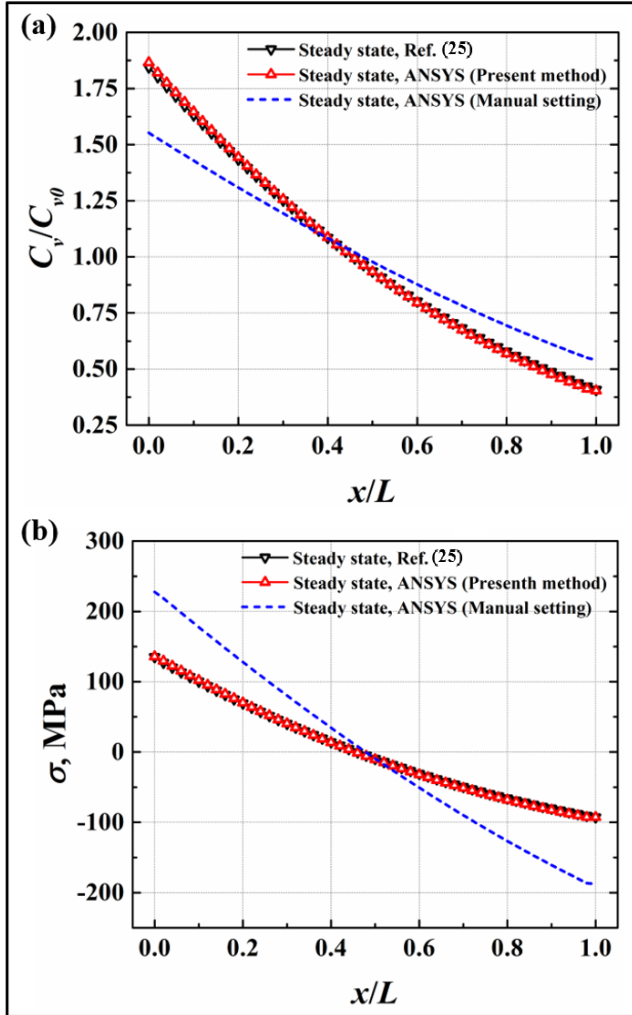 (a)
2.00
1.75
1.50
1.25
1.00
0.75
0.50
0.25
Cv/Cv0
Steady state, Ref. (25)
Steady state, ANSYS (Present method)
Steady state, ANSYS (Manual setting)
0.0 0.2 0.4 0.6 0.8 1.0
x/L
(b)
300
200
100
0
-100
-200
σ, MPa
Steady state, Ref. (25)
Steady state, ANSYS (Presenth method)
Steady state, ANSYS (Manual setting)
0.0 0.2 0.4 0.6 0.8 1.0
x/L